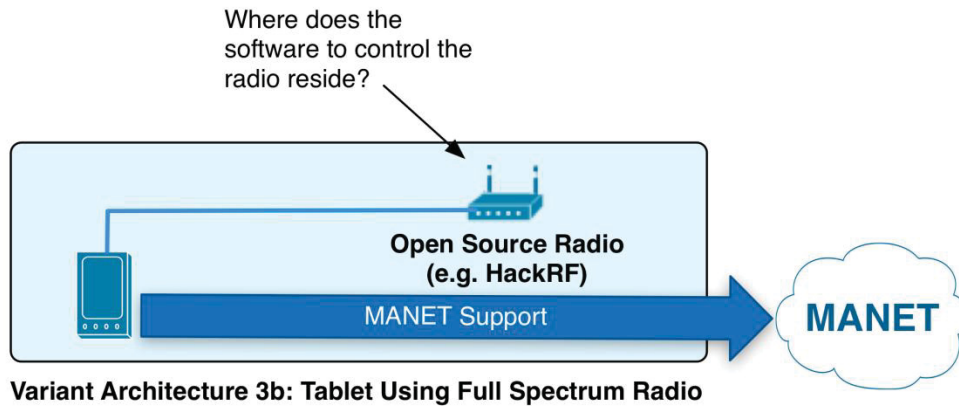 Where does the
software to control the
radio reside?
Open Source Radio
(e.g. HackRF)
MANET Support
MANET
Variant Architecture 3b: Tablet Using Full Spectrum Radio